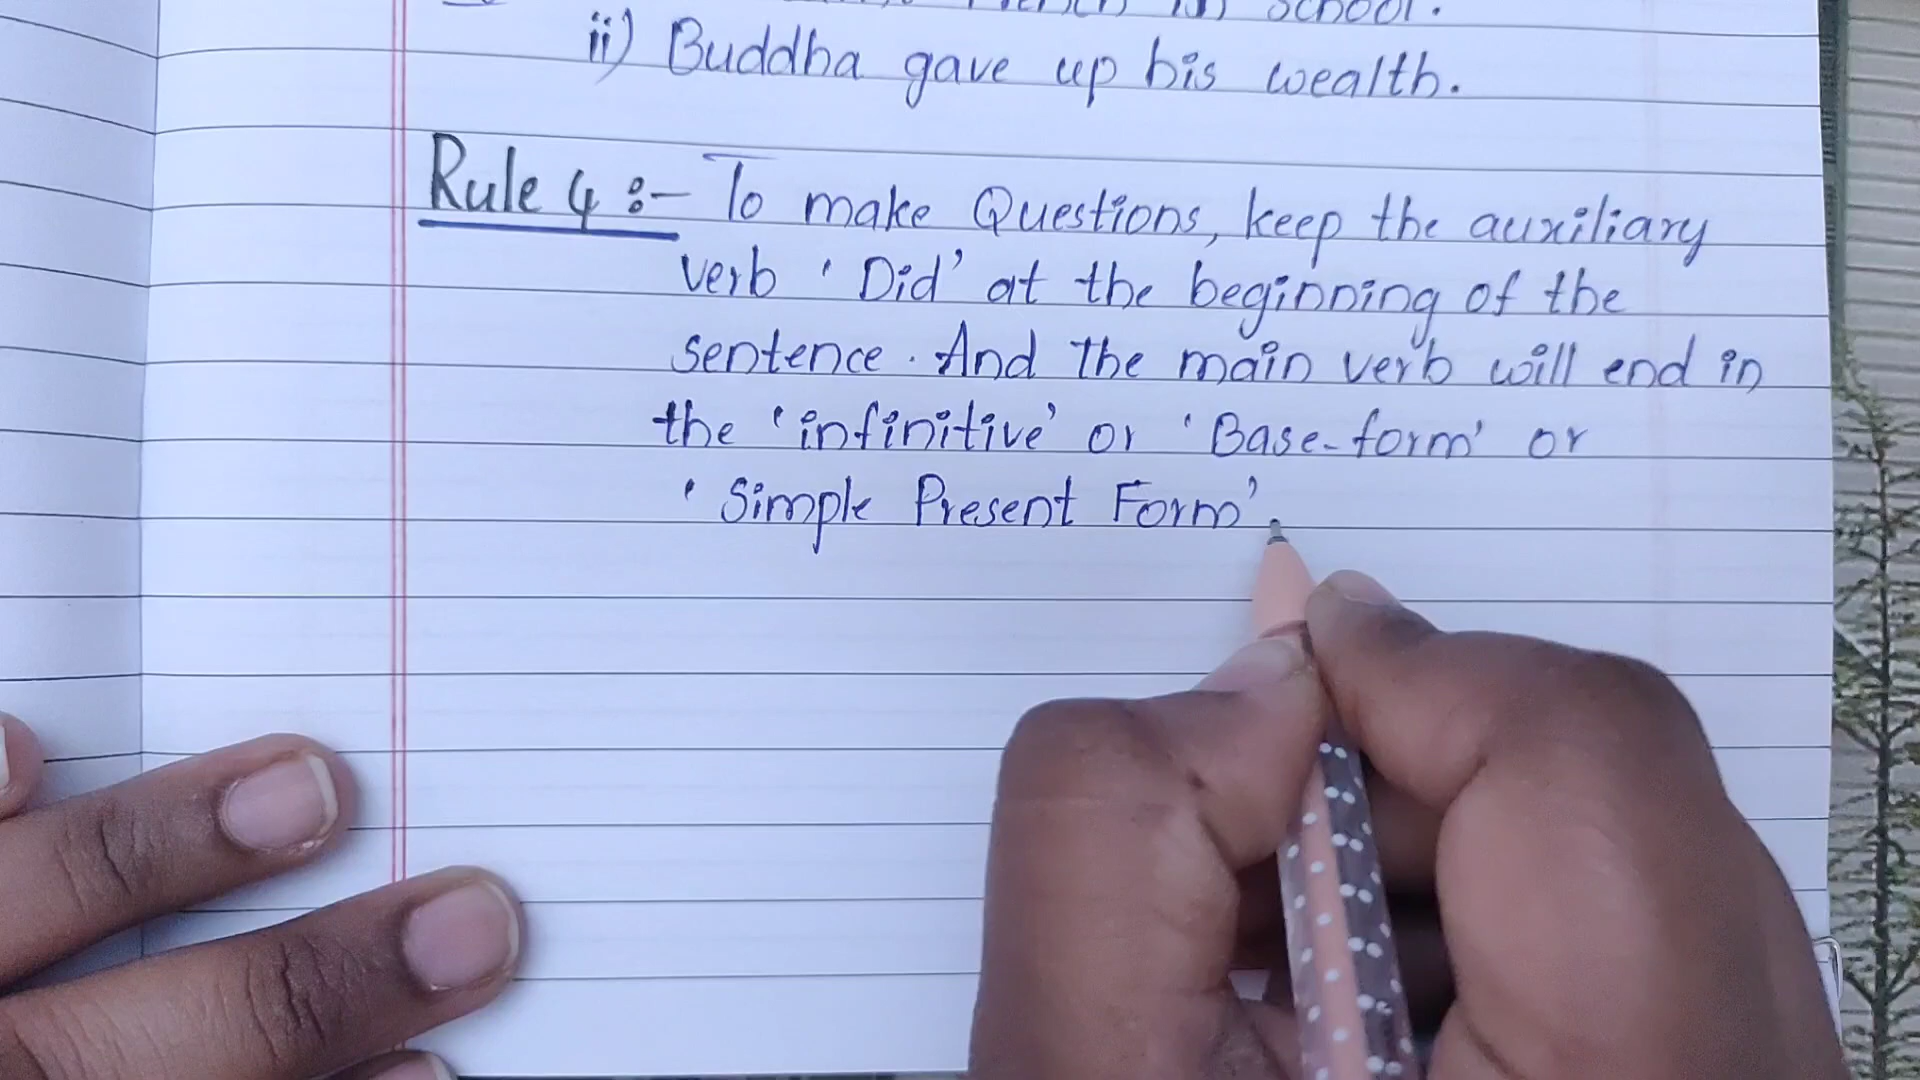 school.
ii) Buddha gave up his wealth.
Rule 4 :- To make Questions, keep the auxiliary
verb 'Did' at the beginning of the
sentence. And the main verb will end in
the 'infinitive' or 'Base-form' or
'Simple Present Form'.